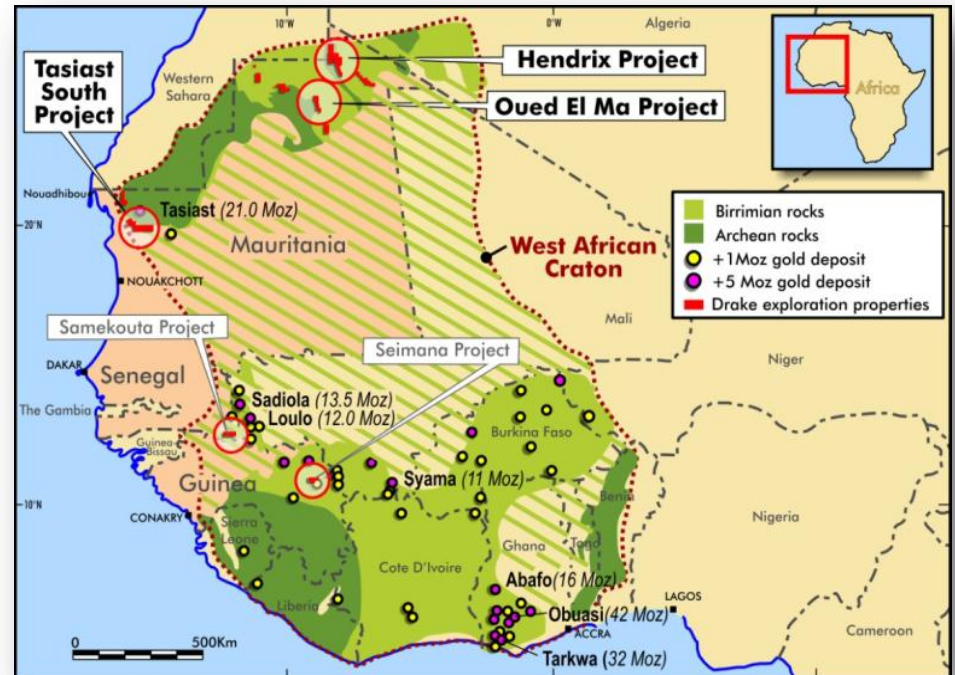 10°W
0°W
Algeria
Hendrix Project
Tasiast
South
Project
Western
Sahara
Oued El Ma Project
Africa
Nouadhibou
Tasiast (21.0 Moz)
20°N
Mauritania
West African
Craton
Birrimian rocks
Archean rocks
+1Moz gold deposit
+5 Moz gold deposit
Drake exploration properties
NOUAKCHOTT
Mali
Samekouta Project
Seimana Project
Niger
DAKAR
Senegal
Sadiola (13.5 Moz)
The Gambia
Loulo (12.0 Moz)
Burkina Faso
Guinea-
Bissau
Guinea
Syama (11 Moz)
Benin
10°N
CONAKRY
Sierra
Leone
Nigeria
Ghana
Togo
Cote D'Ivoire
Abafo(16 Moz)
Liberia
Obuasi(42 Moz)
LAGOS
ACCRA
Cameroon
0 500Km
Tarkwa (32 Moz)